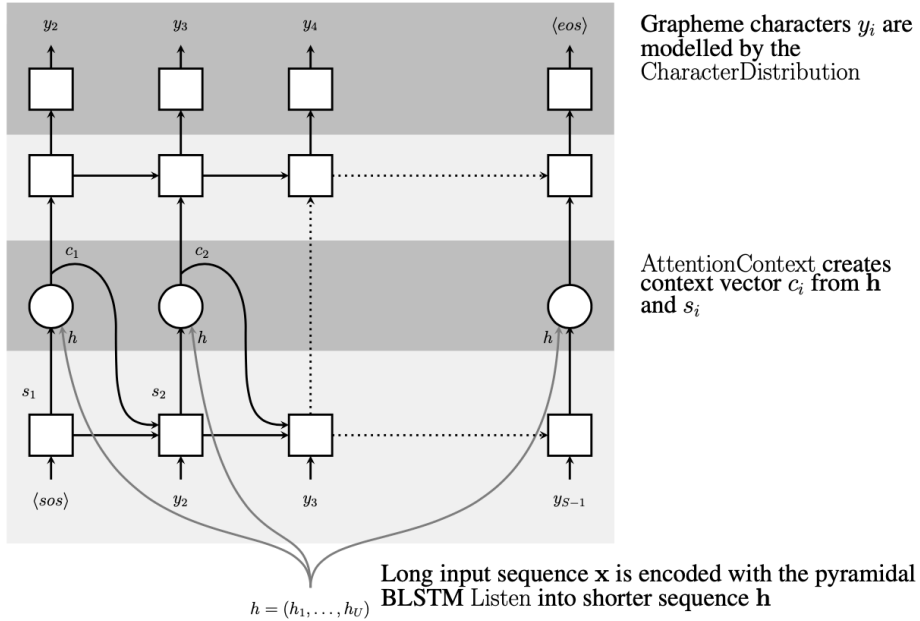 y₂ y₃ y₄ ⟨eos⟩
Grapheme characters yᵢ are
modelled by the
CharacterDistribution
c₁ c₂
AttentionContext creates
context vector cᵢ from h
and sᵢ
h h h
s₁ s₂
⟨sos⟩ y₂ y₃ y_{S−1}
Long input sequence x is encoded with the pyramidal
BLSTM Listen into shorter sequence h
h = (h₁, . . . , h_U)